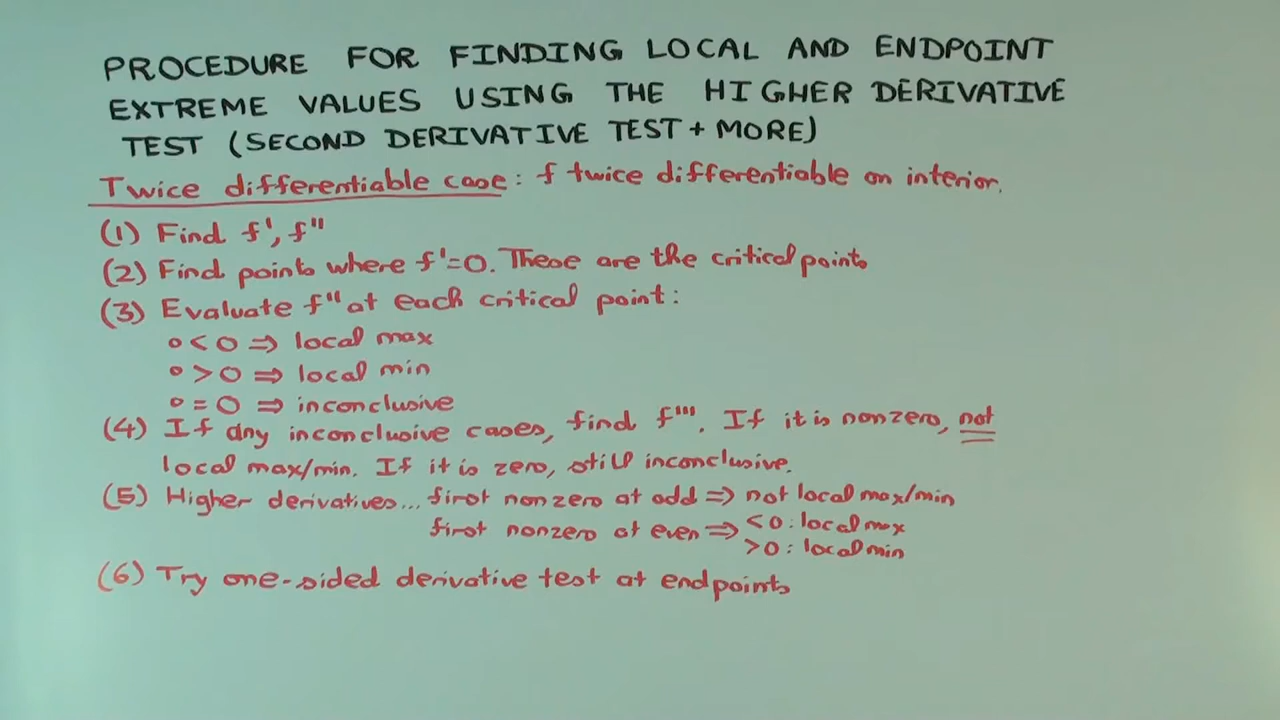 PROCEDURE FOR FINDING LOCAL AND ENDPOINT
EXTREME VALUES USING THE HIGHER DERIVATIVE
TEST (SECOND DERIVATIVE TEST + MORE)
Twice differentiable case: f twice differentiable on interior.
(1) Find f', f''
(2) Find points where f'=0. These are the critical points
(3) Evaluate f'' at each critical point:
o < 0 ⇒ local max
o > 0 ⇒ local min
o = 0 ⇒ inconclusive
(4) If any inconclusive cases, find f'''. If it is nonzero, not
local max/min. If it is zero, still inconclusive.
(5) Higher derivatives... first nonzero at odd ⇒ not local max/min
first nonzero at even ⇒ <0: local max
>0: local min
(6) Try one-sided derivative test at endpoints